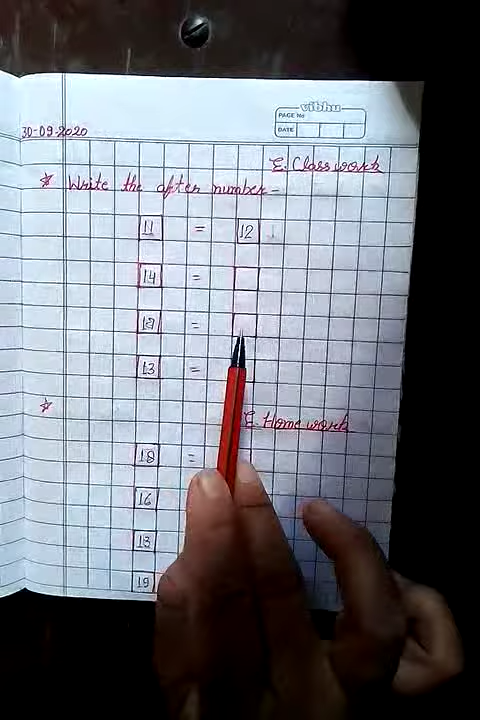 vibhu
PAGE No
DATE
30-09-2020
E. Class work
* Write the after number -
11 = 12
14 =
=
13 =
*
E. Home work
18 =
16
13
19